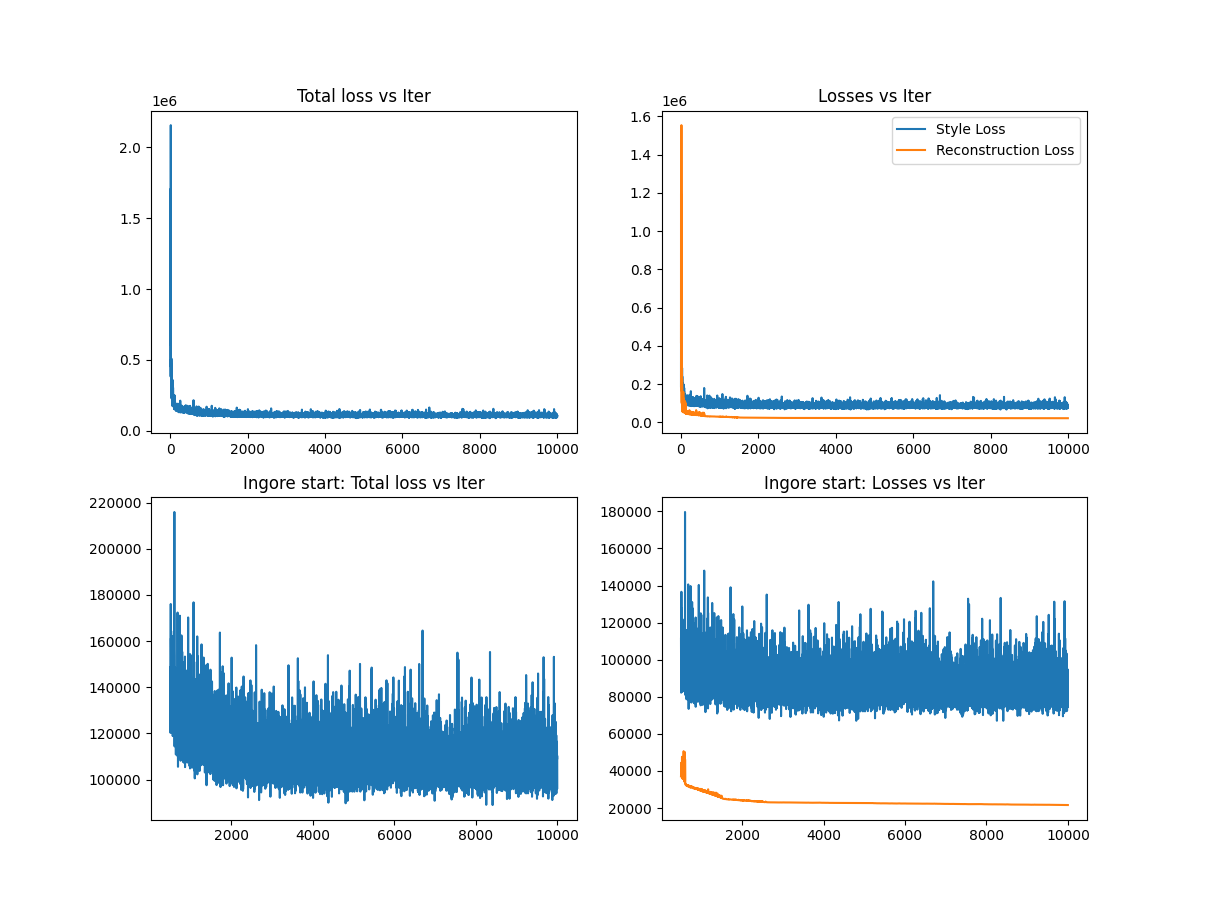 Total loss vs Iter
1e6
2.0
1.5
1.0
0.5
0.0
0 2000 4000 6000 8000 10000
Losses vs Iter
1e6
1.6
1.4
1.2
1.0
0.8
0.6
0.4
0.2
0.0
Style Loss
Reconstruction Loss
0 2000 4000 6000 8000 10000
Ingore start: Total loss vs Iter
220000
200000
180000
160000
140000
120000
100000
2000 4000 6000 8000 10000
Ingore start: Losses vs Iter
180000
160000
140000
120000
100000
80000
60000
40000
20000
2000 4000 6000 8000 10000